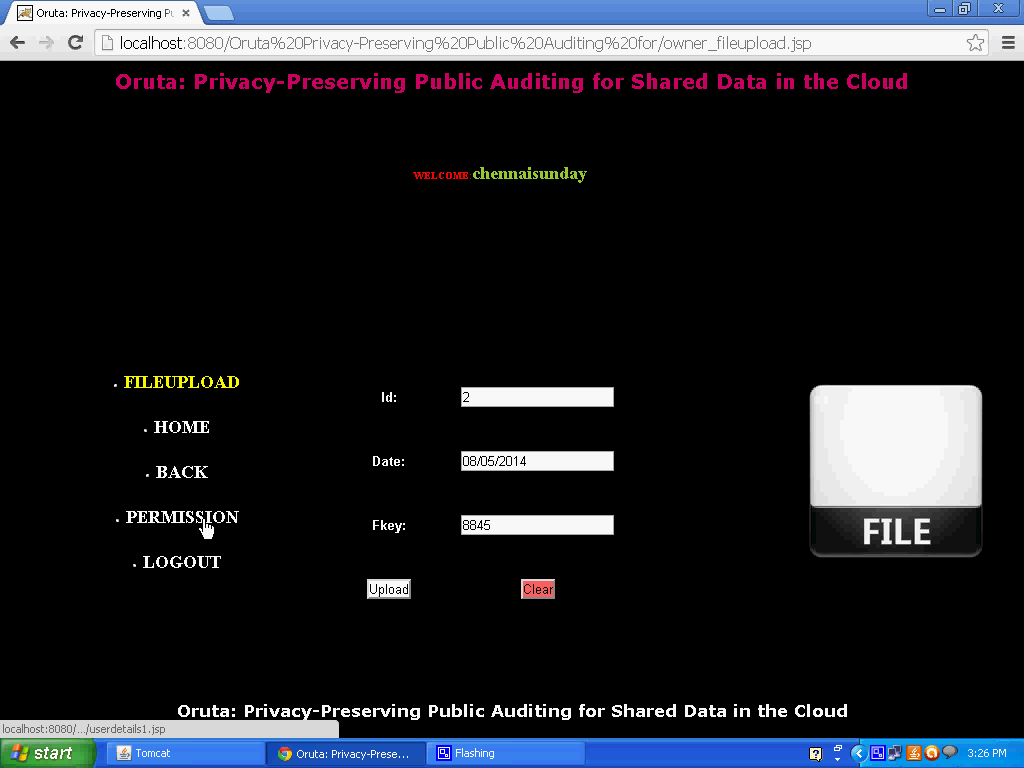 Oruta: Privacy-Preserving Pu
localhost:8080/Oruta%20Privacy-Preserving%20Public%20Auditing%20for/owner_fileupload.jsp
Oruta: Privacy-Preserving Public Auditing for Shared Data in the Cloud
WELCOME:chennaisunday
FILEUPLOAD
HOME
BACK
PERMISSION
LOGOUT
Id: 2
Date: 08/05/2014
Fkey: 8845
Upload Clear
FILE
Oruta: Privacy-Preserving Public Auditing for Shared Data in the Cloud
localhost:8080/.../userdetails1.jsp
start Tomcat Oruta: Privacy-Prese... Flashing 3:26 PM